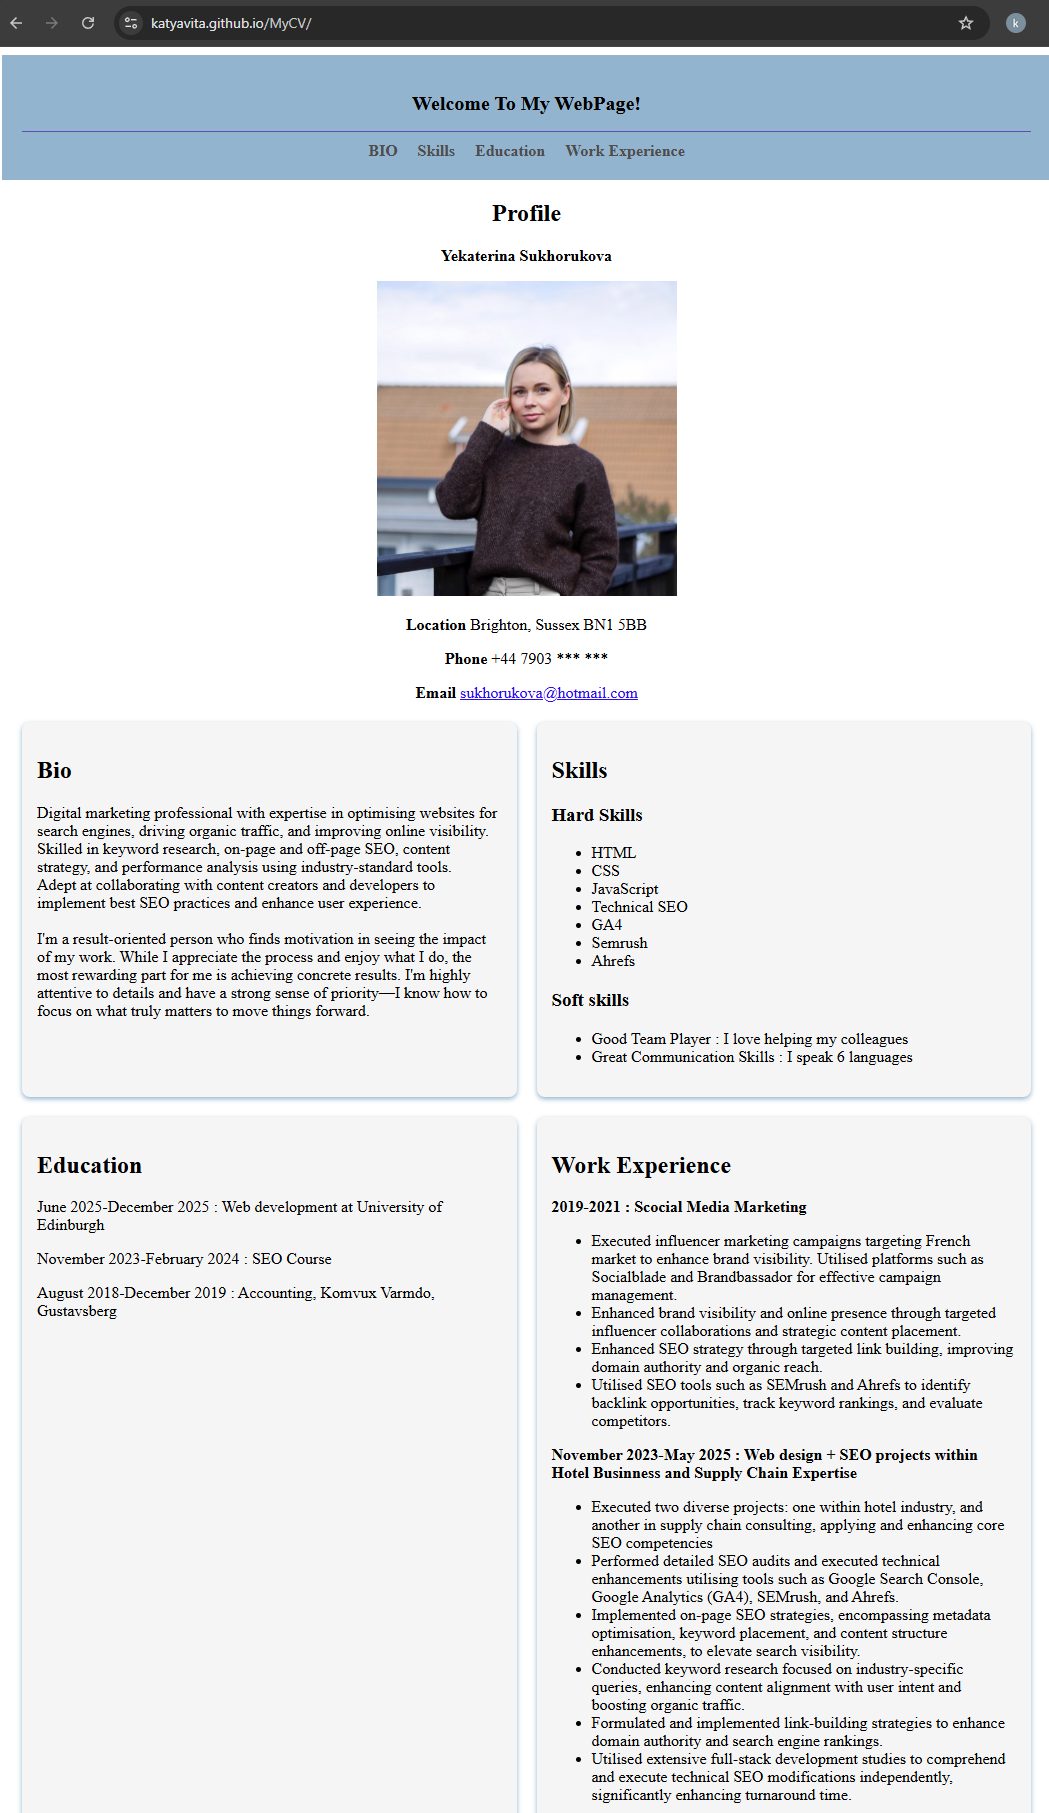 katyavita.github.io/MyCV/
k
Welcome To My WebPage!
BIO Skills Education Work Experience
Profile
Yekaterina Sukhorukova
Location Brighton, Sussex BN1 5BB
Phone +44 7903 *** ***
Email sukhorukova@hotmail.com
Bio
Digital marketing professional with expertise in optimising websites for
search engines, driving organic traffic, and improving online visibility.
Skilled in keyword research, on-page and off-page SEO, content
strategy, and performance analysis using industry-standard tools.
Adept at collaborating with content creators and developers to
implement best SEO practices and enhance user experience.
I'm a result-oriented person who finds motivation in seeing the impact
of my work. While I appreciate the process and enjoy what I do, the
most rewarding part for me is achieving concrete results. I'm highly
attentive to details and have a strong sense of priority—I know how to
focus on what truly matters to move things forward.
Skills
Hard Skills
• HTML
• CSS
• JavaScript
• Technical SEO
• GA4
• Semrush
• Ahrefs
Soft skills
• Good Team Player : I love helping my colleagues
• Great Communication Skills : I speak 6 languages
Education
June 2025-December 2025 : Web development at University of
Edinburgh
November 2023-February 2024 : SEO Course
August 2018-December 2019 : Accounting, Komvux Varmdo,
Gustavsberg
Work Experience
2019-2021 : Scocial Media Marketing
• Executed influencer marketing campaigns targeting French
market to enhance brand visibility. Utilised platforms such as
Socialblade and Brandbassador for effective campaign
management.
• Enhanced brand visibility and online presence through targeted
influencer collaborations and strategic content placement.
• Enhanced SEO strategy through targeted link building, improving
domain authority and organic reach.
• Utilised SEO tools such as SEMrush and Ahrefs to identify
backlink opportunities, track keyword rankings, and evaluate
competitors.
November 2023-May 2025 : Web design + SEO projects within
Hotel Businness and Supply Chain Expertise
• Executed two diverse projects: one within hotel industry, and
another in supply chain consulting, applying and enhancing core
SEO competencies
• Performed detailed SEO audits and executed technical
enhancements utilising tools such as Google Search Console,
Google Analytics (GA4), SEMrush, and Ahrefs.
• Implemented on-page SEO strategies, encompassing metadata
optimisation, keyword placement, and content structure
enhancements, to elevate search visibility.
• Conducted keyword research focused on industry-specific
queries, enhancing content alignment with user intent and
boosting organic traffic.
• Formulated and implemented link-building strategies to enhance
domain authority and search engine rankings.
• Utilised extensive full-stack development studies to comprehend
and execute technical SEO modifications independently,
significantly enhancing turnaround time.